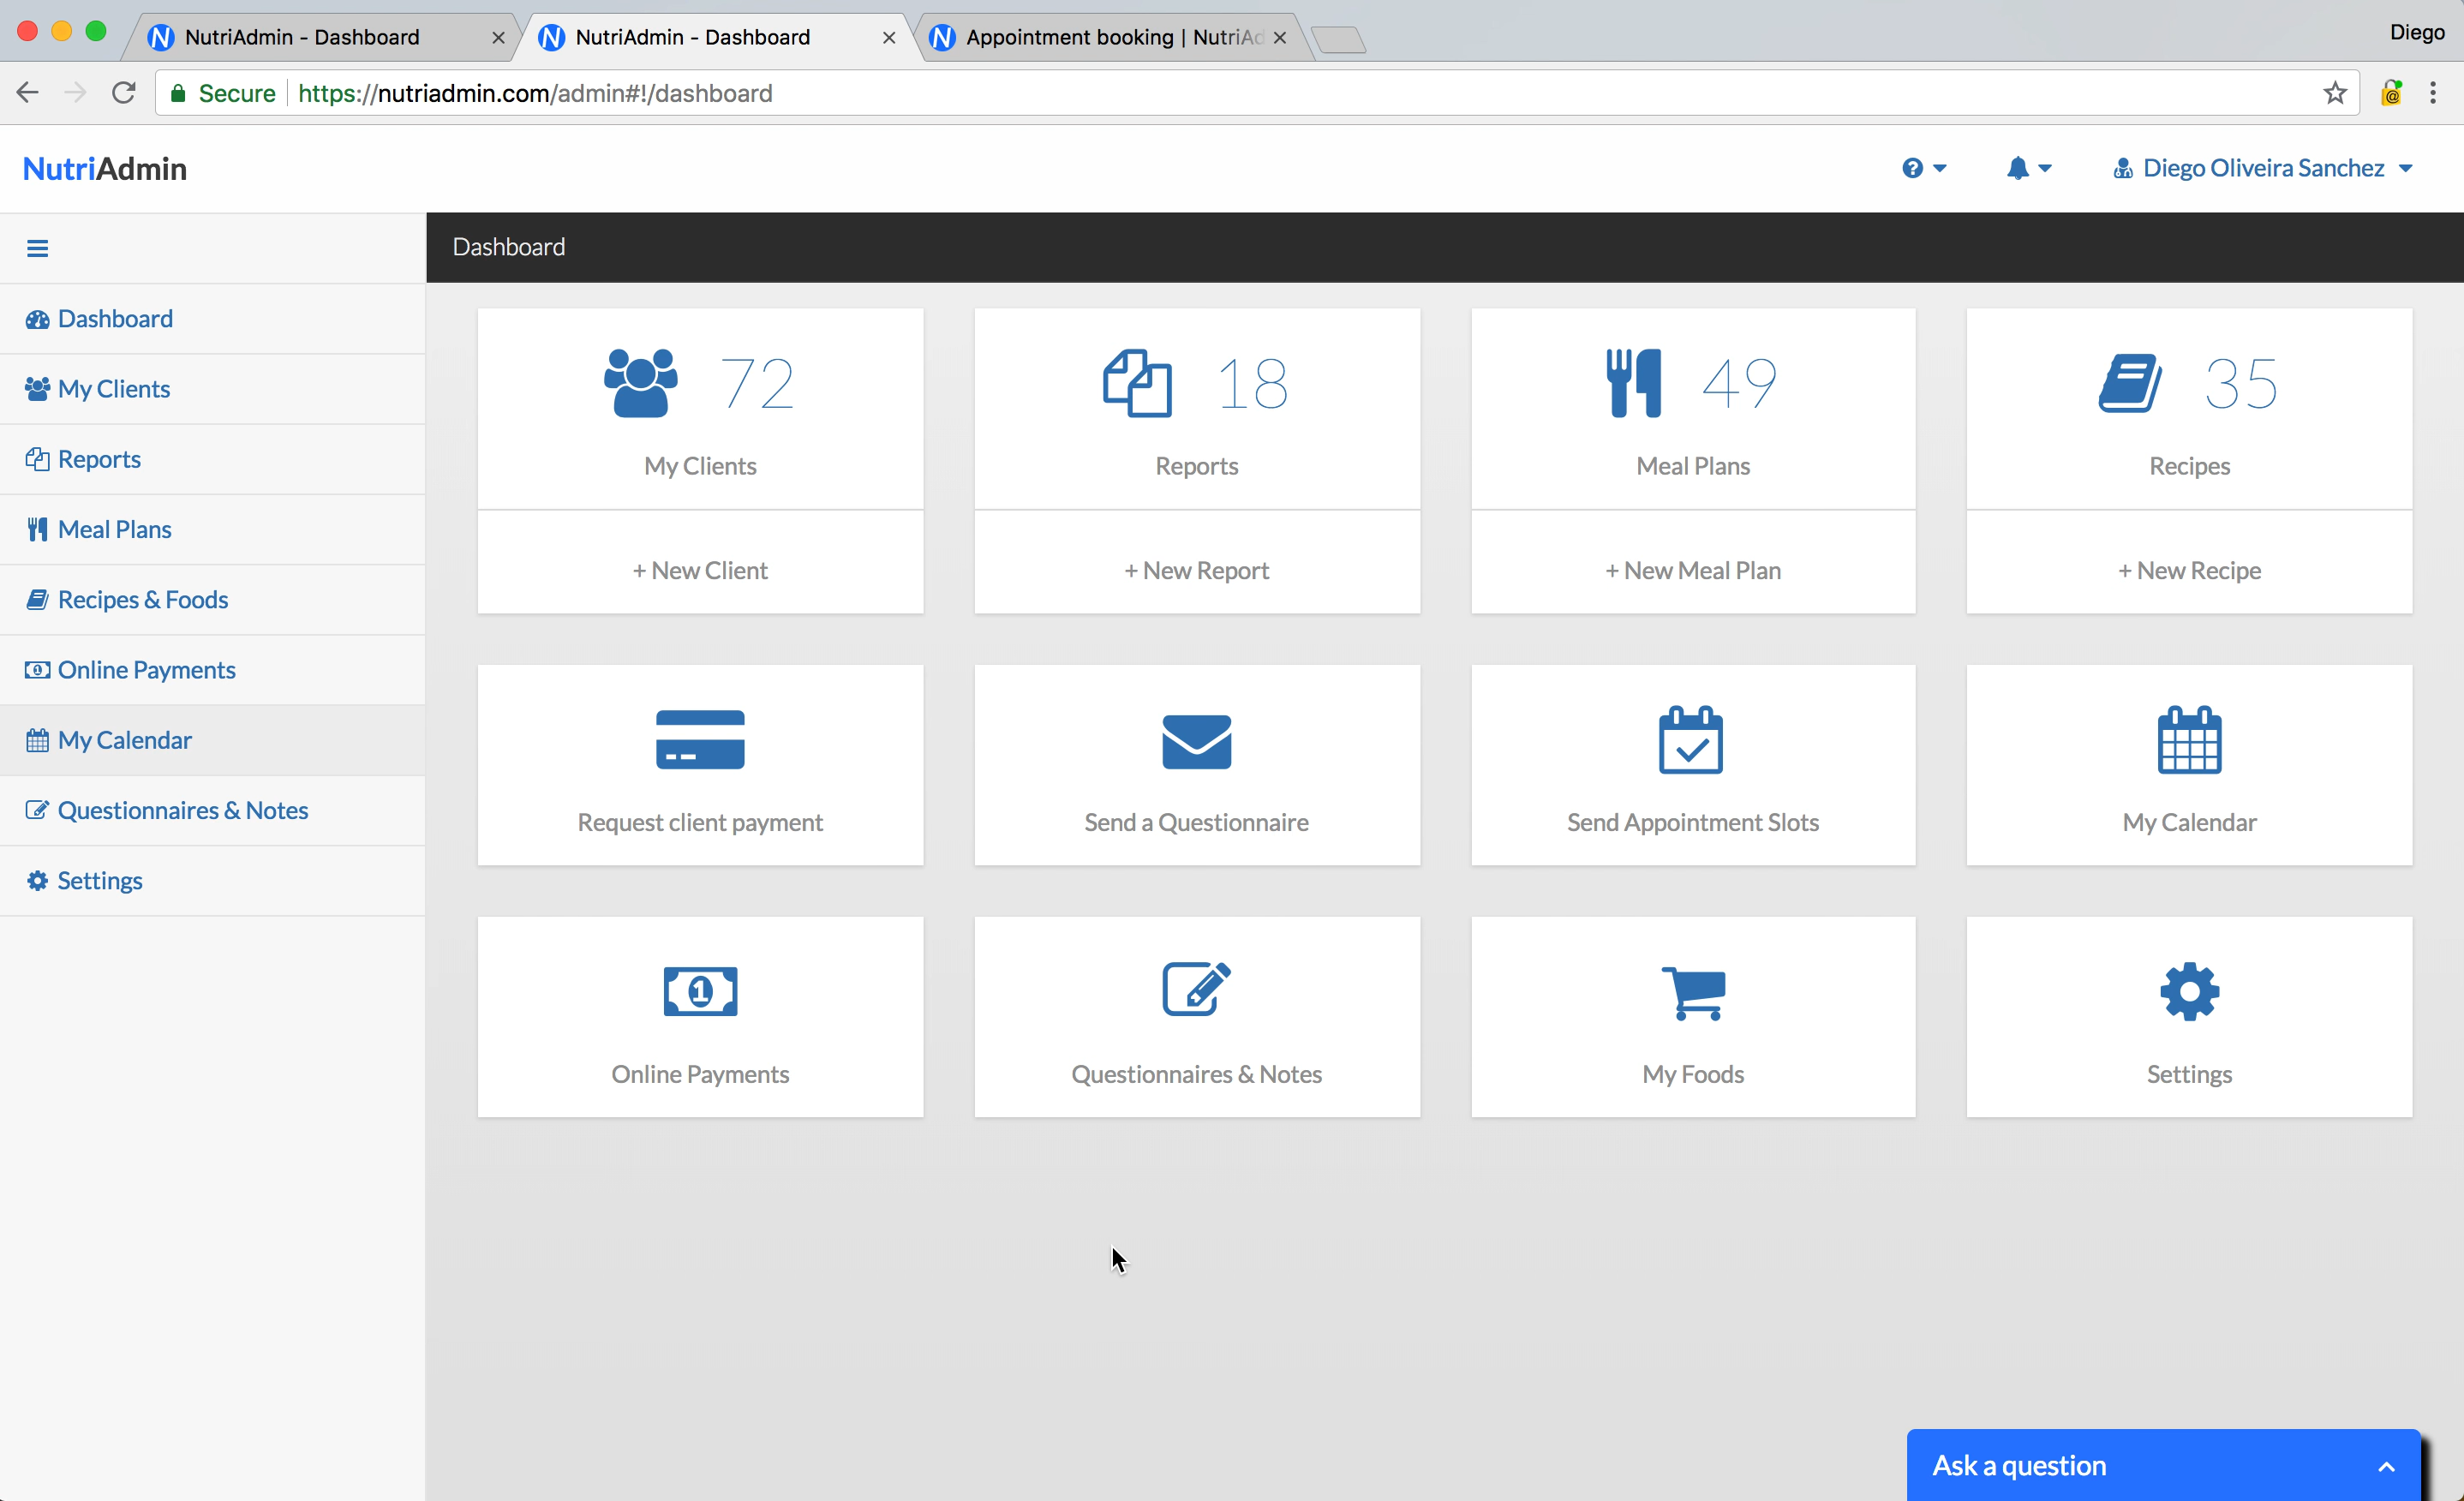 NutriAdmin - Dashboard
NutriAdmin - Dashboard
Appointment booking | NutriAd
Diego
Secure
https://nutriadmin.com/admin#!/dashboard
NutriAdmin
Diego Oliveira Sanchez
Dashboard
Dashboard
My Clients
Reports
Meal Plans
Recipes & Foods
Online Payments
My Calendar
Questionnaires & Notes
Settings
72
My Clients
+ New Client
18
Reports
+ New Report
49
Meal Plans
+ New Meal Plan
35
Recipes
+ New Recipe
Request client payment
Send a Questionnaire
Send Appointment Slots
My Calendar
Online Payments
Questionnaires & Notes
My Foods
Settings
Ask a question